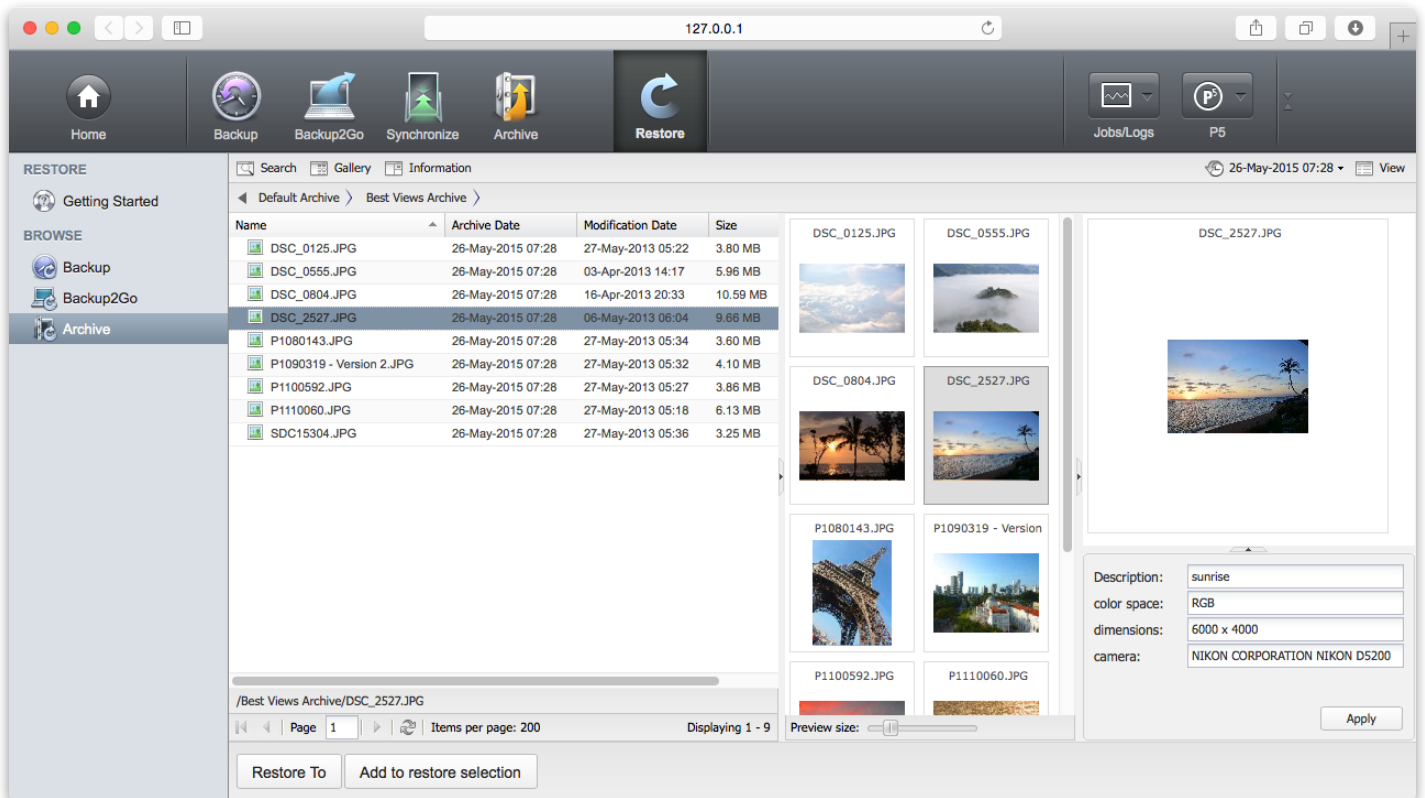 127.0.0.1
Home
Backup
Backup2Go
Synchronize
Archive
Restore
Jobs/Logs
P5
P5
RESTORE
Getting Started
BROWSE
Backup
Backup2Go
Archive
Search Gallery Information
26-May-2015 07:28 View
Default Archive Best Views Archive
Name Archive Date Modification Date Size
DSC_0125.JPG 26-May-2015 07:28 27-May-2013 05:22 3.80 MB
DSC_0555.JPG 26-May-2015 07:28 03-Apr-2013 14:17 5.96 MB
DSC_0804.JPG 26-May-2015 07:28 16-Apr-2013 20:33 10.59 MB
DSC_2527.JPG 26-May-2015 07:28 06-May-2013 06:04 9.66 MB
P1080143.JPG 26-May-2015 07:28 27-May-2013 05:34 3.60 MB
P1090319 - Version 2.JPG 26-May-2015 07:28 27-May-2013 05:32 4.10 MB
P1100592.JPG 26-May-2015 07:28 27-May-2013 05:27 3.86 MB
P1110060.JPG 26-May-2015 07:28 27-May-2013 05:18 6.13 MB
SDC15304.JPG 26-May-2015 07:28 27-May-2013 05:36 3.25 MB
/Best Views Archive/DSC_2527.JPG
Page 1 Items per page: 200 Displaying 1 - 9
DSC_0125.JPG DSC_0555.JPG
DSC_0804.JPG DSC_2527.JPG
P1080143.JPG P1090319 - Version
P1100592.JPG P1110060.JPG
Preview size:
DSC_2527.JPG
Description: sunrise
color space: RGB
dimensions: 6000 x 4000
camera: NIKON CORPORATION NIKON D5200
Apply
Restore To Add to restore selection